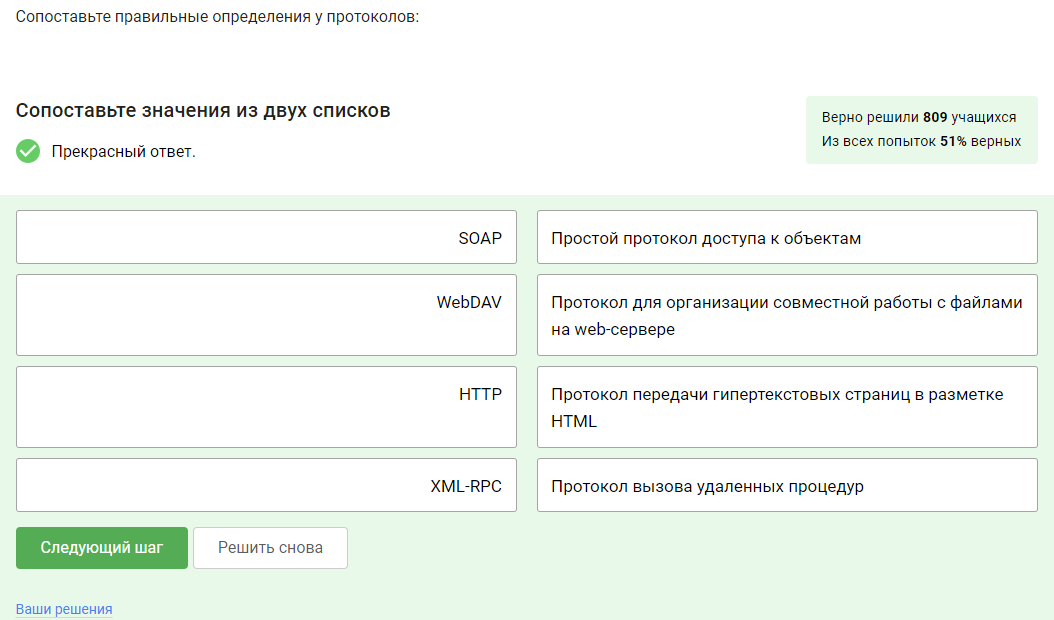 Сопоставьте правильные определения у протоколов:
Сопоставьте значения из двух списков
Прекрасный ответ.
Верно решили 809 учащихся
Из всех попыток 51% верных
SOAP
Простой протокол доступа к объектам
WebDAV
Протокол для организации совместной работы с файлами
на web-сервере
HTTP
Протокол передачи гипертекстовых страниц в разметке
HTML
XML-RPC
Протокол вызова удаленных процедур
Следующий шаг
Решить снова
Ваши решения